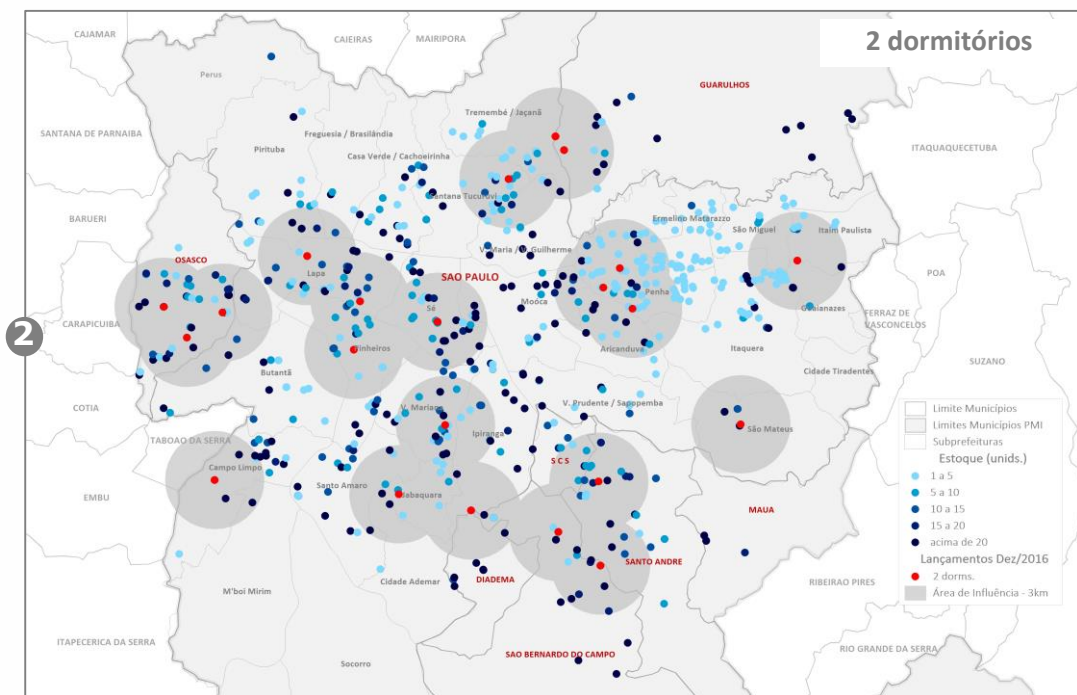 2 dormitórios
CAJAMAR
CAIEIRAS
MAIRIPORA
Perus
GUARULHOS
Tremembé / Jaçanã
SANTANA DE PARNAIBA
Freguesia / Brasilândia
Pirituba
Casa Verde / Cachoeirinha
ITAQUAQUECETUBA
Santana Tucuruvi
BARUERI
Ermelino Matarazzo
São Miguel
Itaim Paulista
V. Maria / V. Guilherme
OSASCO
Lapa
SAO PAULO
Penha
POA
Mooca
Sé
Guaianazes
CARAPICUIBA
FERRAZ DE
VASCONCELOS
2
Pinheiros
Aricanduva
Itaquera
SUZANO
Butantã
Cidade Tiradentes
COTIA
V. Mariana
V. Prudente / Sapopemba
Limite Municípios
Limites Municípios PMI
Subprefeituras
TABOAO DA SERRA
Ipiranga
São Mateus
Estoque (unids.)
Campo Limpo
S C S
1 a 5
5 a 10
EMBU
Santo Amaro
Jabaquara
10 a 15
MAUA
15 a 20
acima de 20
Lançamentos Dez/2016
2 dorms.
SANTO ANDRE
Área de Influência - 3km
Cidade Ademar
DIADEMA
RIBEIRAO PIRES
M'boi Mirim
ITAPECERICA DA SERRA
SAO BERNARDO DO CAMPO
RIO GRANDE DA SERRA
Socorro